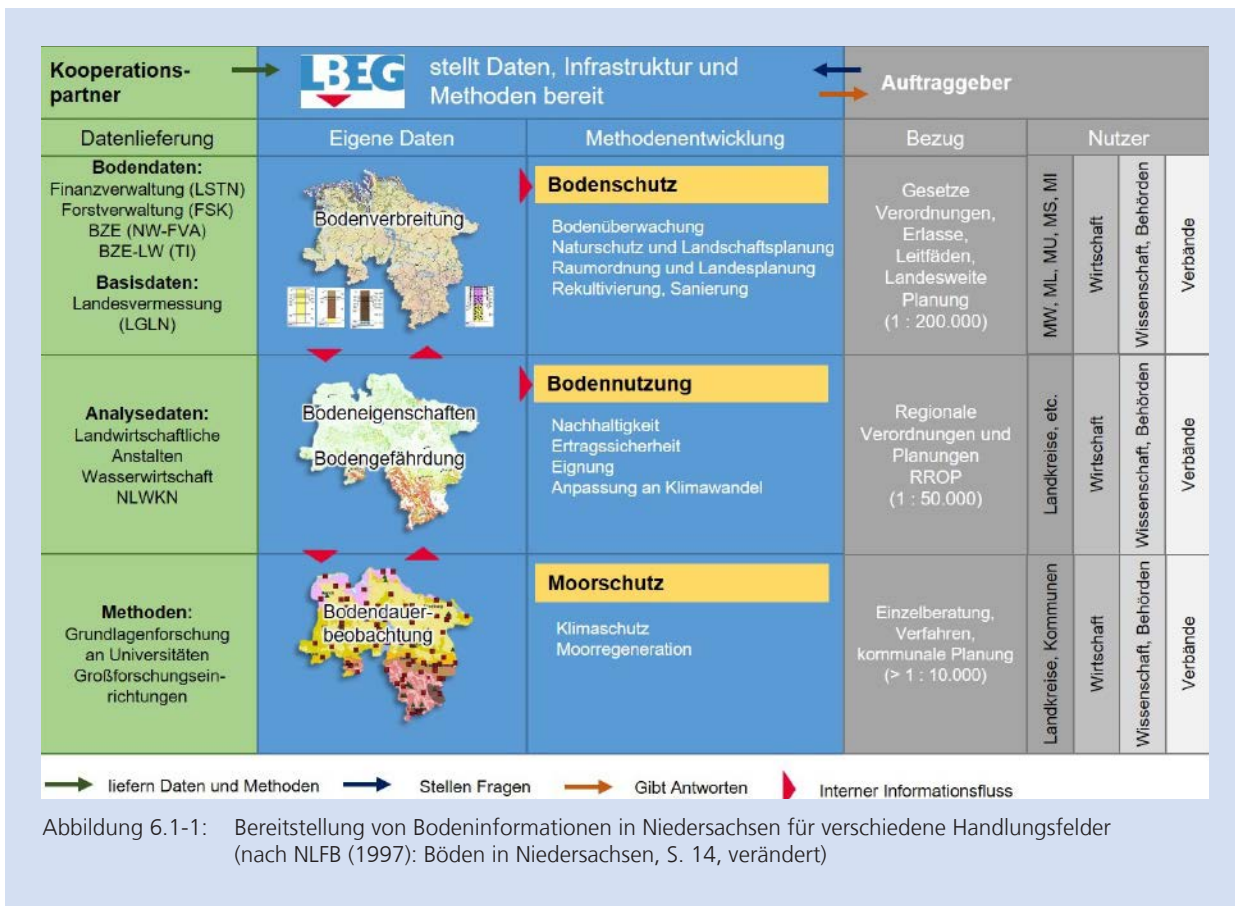 Kooperations-
partner
LBEG
stellt Daten, Infrastruktur und
Methoden bereit
Auftraggeber
Datenlieferung
Eigene Daten
Methodenentwicklung
Bezug
Nutzer
Bodendaten:
Finanzverwaltung (LSTN)
Forstverwaltung (FSK)
BZE (NW-FVA)
BZE-LW (TI)
Basisdaten:
Landesvermessung
(LGLN)
Bodenverbreitung
Bodenschutz
Bodenüberwachung
Naturschutz und Landschaftsplanung
Raumordnung und Landesplanung
Rekultivierung, Sanierung
Gesetze
Verordnungen,
Erlasse,
Leitfäden,
Landesweite
Planung
(1 : 200.000)
MW, ML, MU, MS, MI
Wirtschaft
Wissenschaft, Behörden
Verbände
Analysedaten:
Landwirtschaftliche
Anstalten
Wasserwirtschaft
NLWKN
Bodeneigenschaften
Bodengefährdung
Bodennutzung
Nachhaltigkeit
Ertragssicherheit
Eignung
Anpassung an Klimawandel
Regionale
Verordnungen und
Planungen
RROP
(1 : 50.000)
Landkreise, etc.
Wirtschaft
Wissenschaft, Behörden
Verbände
Methoden:
Grundlagenforschung
an Universitäten
Großforschungsein-
richtungen
Bodendauer-
beobachtung
Moorschutz
Klimaschutz
Moorregeneration
Einzelberatung,
Verfahren,
kommunale Planung
(> 1 : 10.000)
Landkreise, Kommunen
Wirtschaft
Wissenschaft, Behörden
Verbände
liefern Daten und Methoden
Stellen Fragen
Gibt Antworten
Interner Informationsfluss
Abbildung 6.1-1: Bereitstellung von Bodeninformationen in Niedersachsen für verschiedene Handlungsfelder
(nach NLFB (1997): Böden in Niedersachsen, S. 14, verändert)